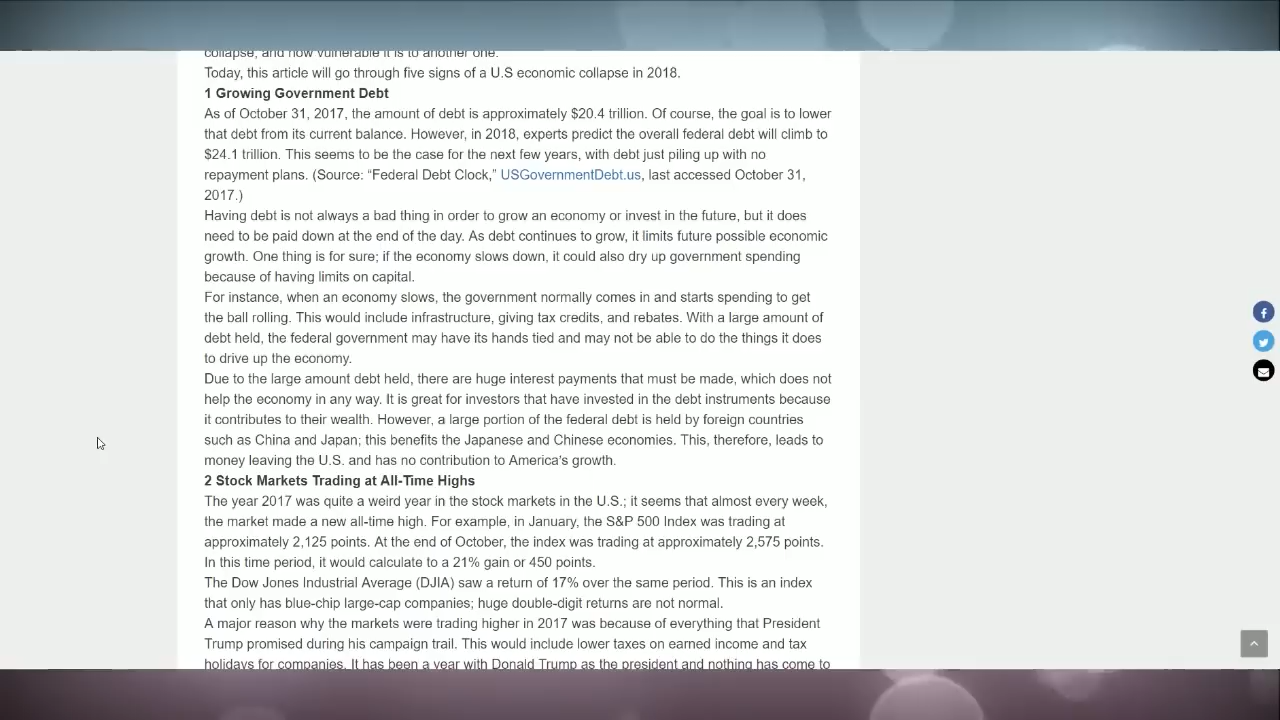 collapse, and how vulnerable it is to another one.
Today, this article will go through five signs of a U.S economic collapse in 2018.
1 Growing Government Debt
As of October 31, 2017, the amount of debt is approximately $20.4 trillion. Of course, the goal is to lower
that debt from its current balance. However, in 2018, experts predict the overall federal debt will climb to
$24.1 trillion. This seems to be the case for the next few years, with debt just piling up with no
repayment plans. (Source: “Federal Debt Clock,” USGovernmentDebt.us, last accessed October 31,
2017.)
Having debt is not always a bad thing in order to grow an economy or invest in the future, but it does
need to be paid down at the end of the day. As debt continues to grow, it limits future possible economic
growth. One thing is for sure; if the economy slows down, it could also dry up government spending
because of having limits on capital.
For instance, when an economy slows, the government normally comes in and starts spending to get
the ball rolling. This would include infrastructure, giving tax credits, and rebates. With a large amount of
debt held, the federal government may have its hands tied and may not be able to do the things it does
to drive up the economy.
Due to the large amount debt held, there are huge interest payments that must be made, which does not
help the economy in any way. It is great for investors that have invested in the debt instruments because
it contributes to their wealth. However, a large portion of the federal debt is held by foreign countries
such as China and Japan; this benefits the Japanese and Chinese economies. This, therefore, leads to
money leaving the U.S. and has no contribution to America’s growth.
2 Stock Markets Trading at All-Time Highs
The year 2017 was quite a weird year in the stock markets in the U.S.; it seems that almost every week,
the market made a new all-time high. For example, in January, the S&P 500 Index was trading at
approximately 2,125 points. At the end of October, the index was trading at approximately 2,575 points.
In this time period, it would calculate to a 21% gain or 450 points.
The Dow Jones Industrial Average (DJIA) saw a return of 17% over the same period. This is an index
that only has blue-chip large-cap companies; huge double-digit returns are not normal.
A major reason why the markets were trading higher in 2017 was because of everything that President
Trump promised during his campaign trail. This would include lower taxes on earned income and tax
holidays for companies. It has been a year with Donald Trump as the president and nothing has come to